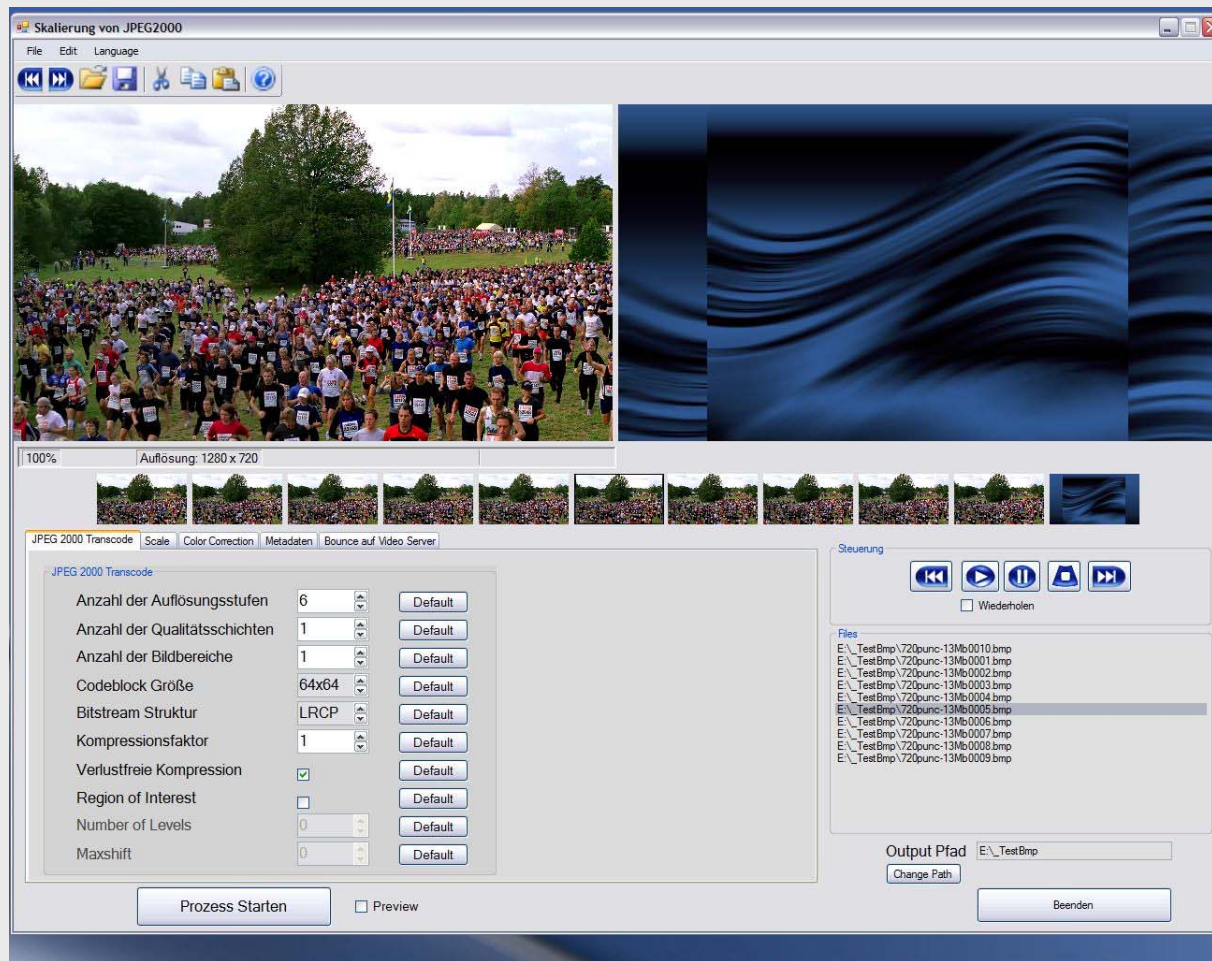 Skalierung von JPEG2000
File Edit Language
100% Auflösung: 1280 x 720
JPEG 2000 Transcode Scale Color Correction Metadaten Bounce auf Video Server
JPEG 2000 Transcode
Anzahl der Auflösungsstufen 6 Default
Anzahl der Qualitätsschichten 1 Default
Anzahl der Bildbereiche 1 Default
Codeblock Größe 64x64 Default
Bitstream Struktur LRCP Default
Kompressionsfaktor 1 Default
Verlustfreie Kompression Default
Region of Interest Default
Number of Levels 0 Default
Maxshift 0 Default
Prozess Starten Preview
Steuerung
Wiederholen
Files
E:\_TestBmp\720punc-13Mb0010.bmp
E:\_TestBmp\720punc-13Mb0001.bmp
E:\_TestBmp\720punc-13Mb0002.bmp
E:\_TestBmp\720punc-13Mb0003.bmp
E:\_TestBmp\720punc-13Mb0004.bmp
E:\_TestBmp\720punc-13Mb0005.bmp
E:\_TestBmp\720punc-13Mb0006.bmp
E:\_TestBmp\720punc-13Mb0007.bmp
E:\_TestBmp\720punc-13Mb0008.bmp
E:\_TestBmp\720punc-13Mb0009.bmp
Output Pfad E:\_TestBmp
Change Path
Beenden